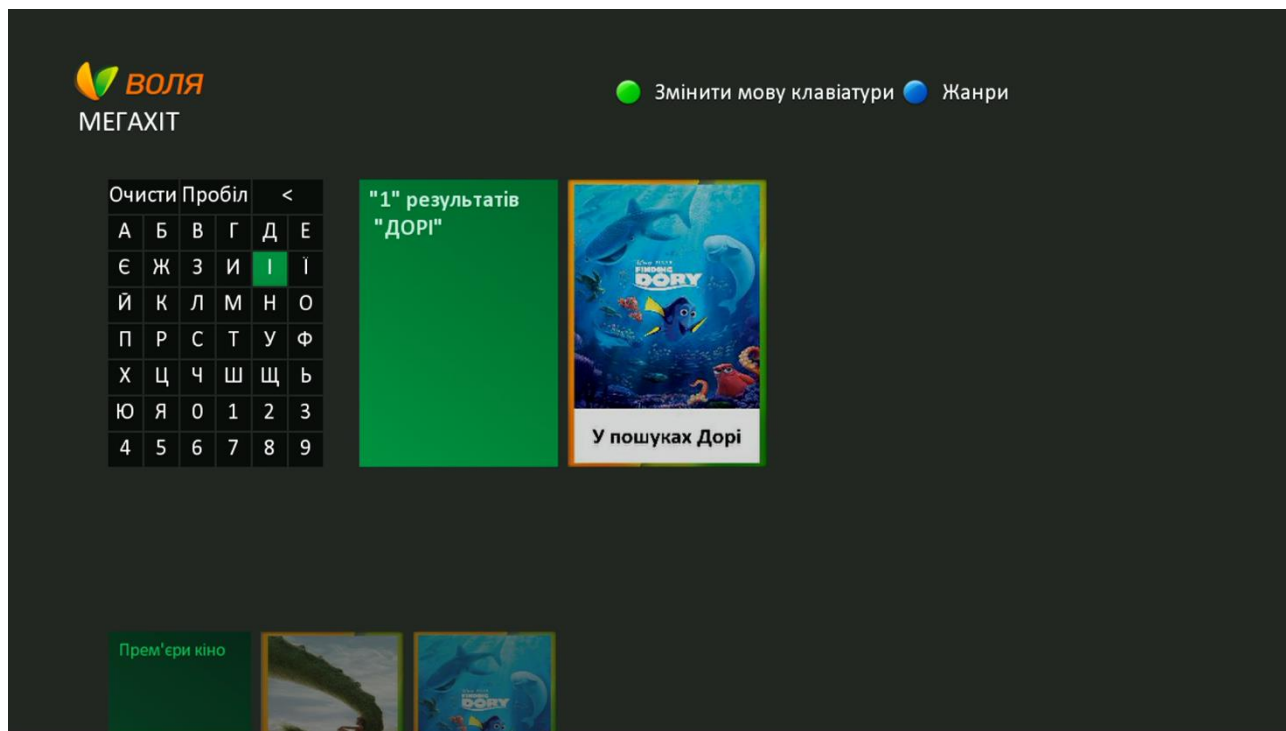 ВОЛЯ
МЕГАХІТ
Змінити мову клавіатури Жанри
Очисти Пробіл <
А Б В Г Д Е
Є Ж З И І Ї
Й К Л М Н О
П Р С Т У Ф
Х Ц Ч Ш Щ Ь
Ю Я 0 1 2 3
4 5 6 7 8 9
"1" результатів
"ДОРІ"
FINDING
DORY
У пошуках Дорі
Прем'єри кіно
FINDING
DORY